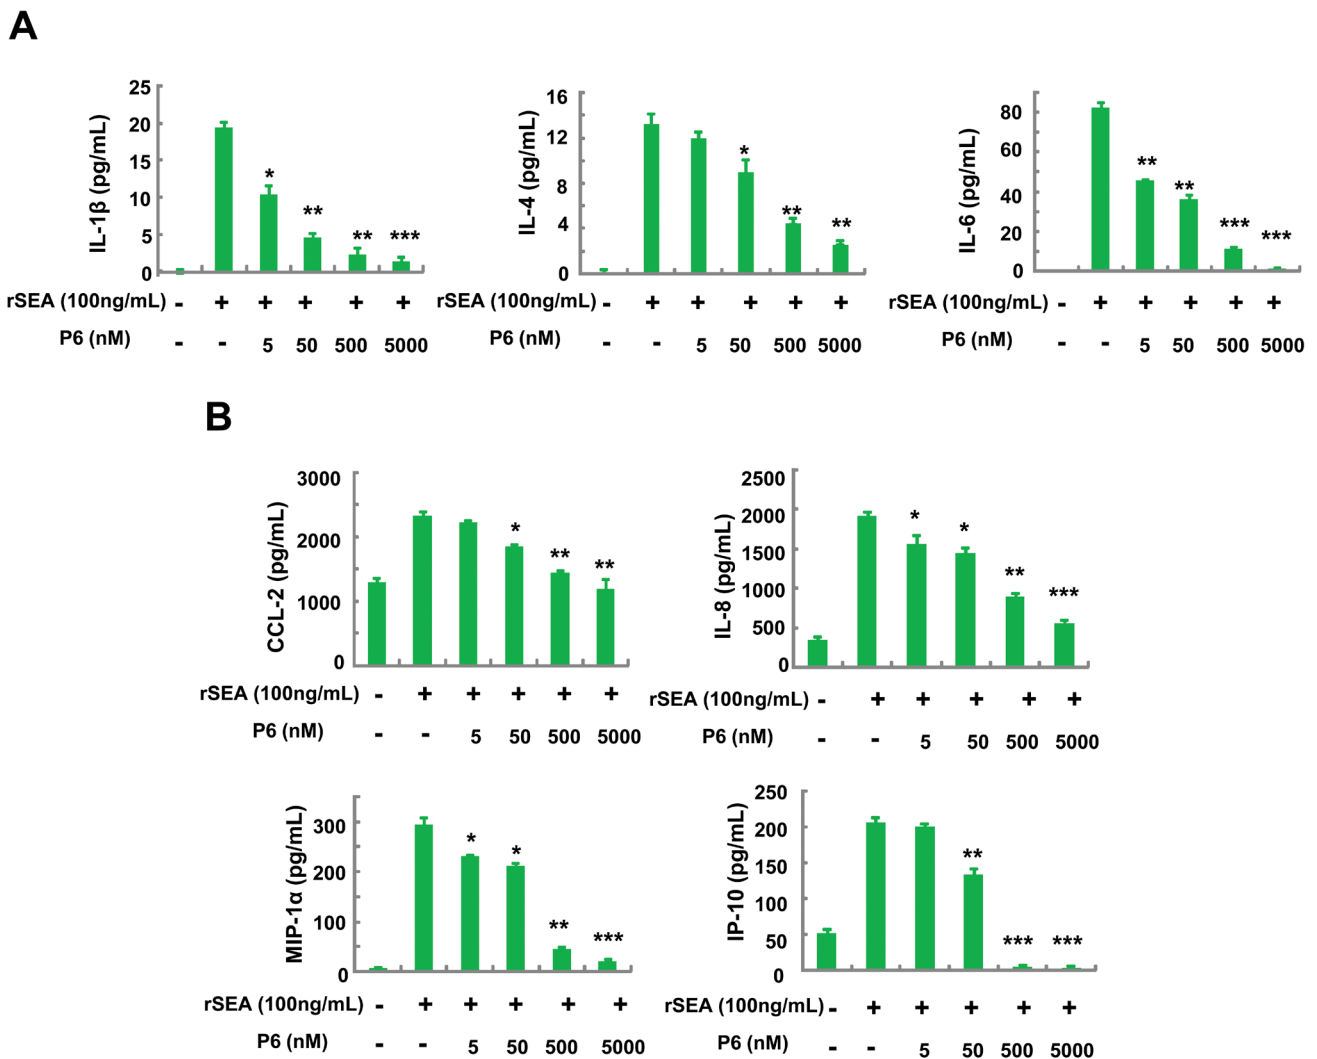 A
IL-1β (pg/mL)
25
20
15
10
5
0
*
**
**
***
rSEA (100ng/mL) - + + + + +
P6 (nM) - - 5 50 500 5000
IL-4 (pg/mL)
16
12
8
4
0
*
**
**
rSEA (100ng/mL) - + + + + +
P6 (nM) - - 5 50 500 5000
IL-6 (pg/mL)
80
60
40
20
0
**
**
***
***
rSEA (100ng/mL) - + + + + +
P6 (nM) - - 5 50 500 5000
B
CCL-2 (pg/mL)
3000
2000
1000
0
*
**
**
rSEA (100ng/mL) - + + + + +
P6 (nM) - - 5 50 500 5000
IL-8 (pg/mL)
2500
2000
1500
1000
500
0
*
*
**
***
rSEA (100ng/mL) - + + + + +
P6 (nM) - - 5 50 500 5000
MIP-1α (pg/mL)
300
200
100
0
*
*
**
***
rSEA (100ng/mL) - + + + + +
P6 (nM) - - 5 50 500 5000
IP-10 (pg/mL)
250
200
150
100
50
0
**
***
***
rSEA (100ng/mL) - + + + + +
P6 (nM) - - 5 50 500 5000